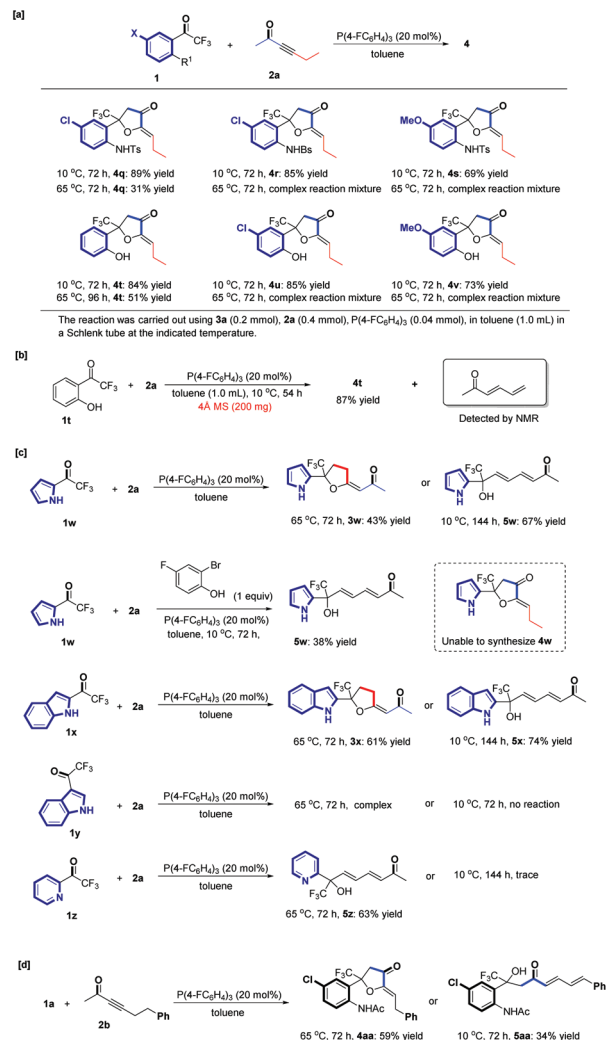 [a]
X
O
CF₃
R¹
1
+
O
2a
P(4-FC₆H₄)₃ (20 mol%)
toluene
4
Cl
F₃C
O
O
NHTs
10 °C, 72 h, 4q: 89% yield
65 °C, 72 h, 4q: 31% yield
Cl
F₃C
O
O
NHBs
10 °C, 72 h, 4r: 85% yield
65 °C, 72 h, complex reaction mixture
MeO
F₃C
O
O
NHTs
10 °C, 72 h, 4s: 69% yield
65 °C, 72 h, complex reaction mixture
F₃C
O
O
OH
10 °C, 72 h, 4t: 84% yield
65 °C, 96 h, 4t: 51% yield
Cl
F₃C
O
O
OH
10 °C, 72 h, 4u: 85% yield
65 °C, 72 h, complex reaction mixture
MeO
F₃C
O
O
OH
10 °C, 72 h, 4v: 73% yield
65 °C, 72 h, complex reaction mixture
The reaction was carried out using 3a (0.2 mmol), 2a (0.4 mmol), P(4-FC₆H₄)₃ (0.04 mmol), in toluene (1.0 mL) in
a Schlenk tube at the indicated temperature.
[b]
O
CF₃
OH
1t
+ 2a
P(4-FC₆H₄)₃ (20 mol%)
toluene (1.0 mL), 10 °C, 54 h
4Å MS (200 mg)
4t
87% yield
+
O
Detected by NMR
[c]
O
CF₃
NH
1w
+ 2a
P(4-FC₆H₄)₃ (20 mol%)
toluene
F₃C
O
O
N
H
65 °C, 72 h, 3w: 43% yield
or
F₃C
O
N
H
OH
10 °C, 144 h, 5w: 67% yield
O
CF₃
NH
1w
+ 2a
F
Br
OH
(1 equiv)
P(4-FC₆H₄)₃ (20 mol%)
toluene, 10 °C, 72 h,
F₃C
O
N
H
OH
5w: 38% yield
F₃C
O
O
N
H
Unable to synthesize 4w
O
CF₃
N
H
1x
+ 2a
P(4-FC₆H₄)₃ (20 mol%)
toluene
F₃C
O
O
N
H
65 °C, 72 h, 3x: 61% yield
or
F₃C
O
N
H
OH
10 °C, 144 h, 5x: 74% yield
O
CF₃
NH
1y
+ 2a
P(4-FC₆H₄)₃ (20 mol%)
toluene
65 °C, 72 h, complex
or
10 °C, 72 h, no reaction
O
CF₃
N
1z
+ 2a
P(4-FC₆H₄)₃ (20 mol%)
toluene
O
N
F₃C
OH
65 °C, 72 h, 5z: 63% yield
or
10 °C, 144 h, trace
[d]
1a +
O
Ph
2b
P(4-FC₆H₄)₃ (20 mol%)
toluene
Cl
F₃C
O
O
NHAc
Ph
65 °C, 72 h, 4aa: 59% yield
or
Cl
F₃C
OH
O
Ph
NHAc
10 °C, 72 h, 5aa: 34% yield